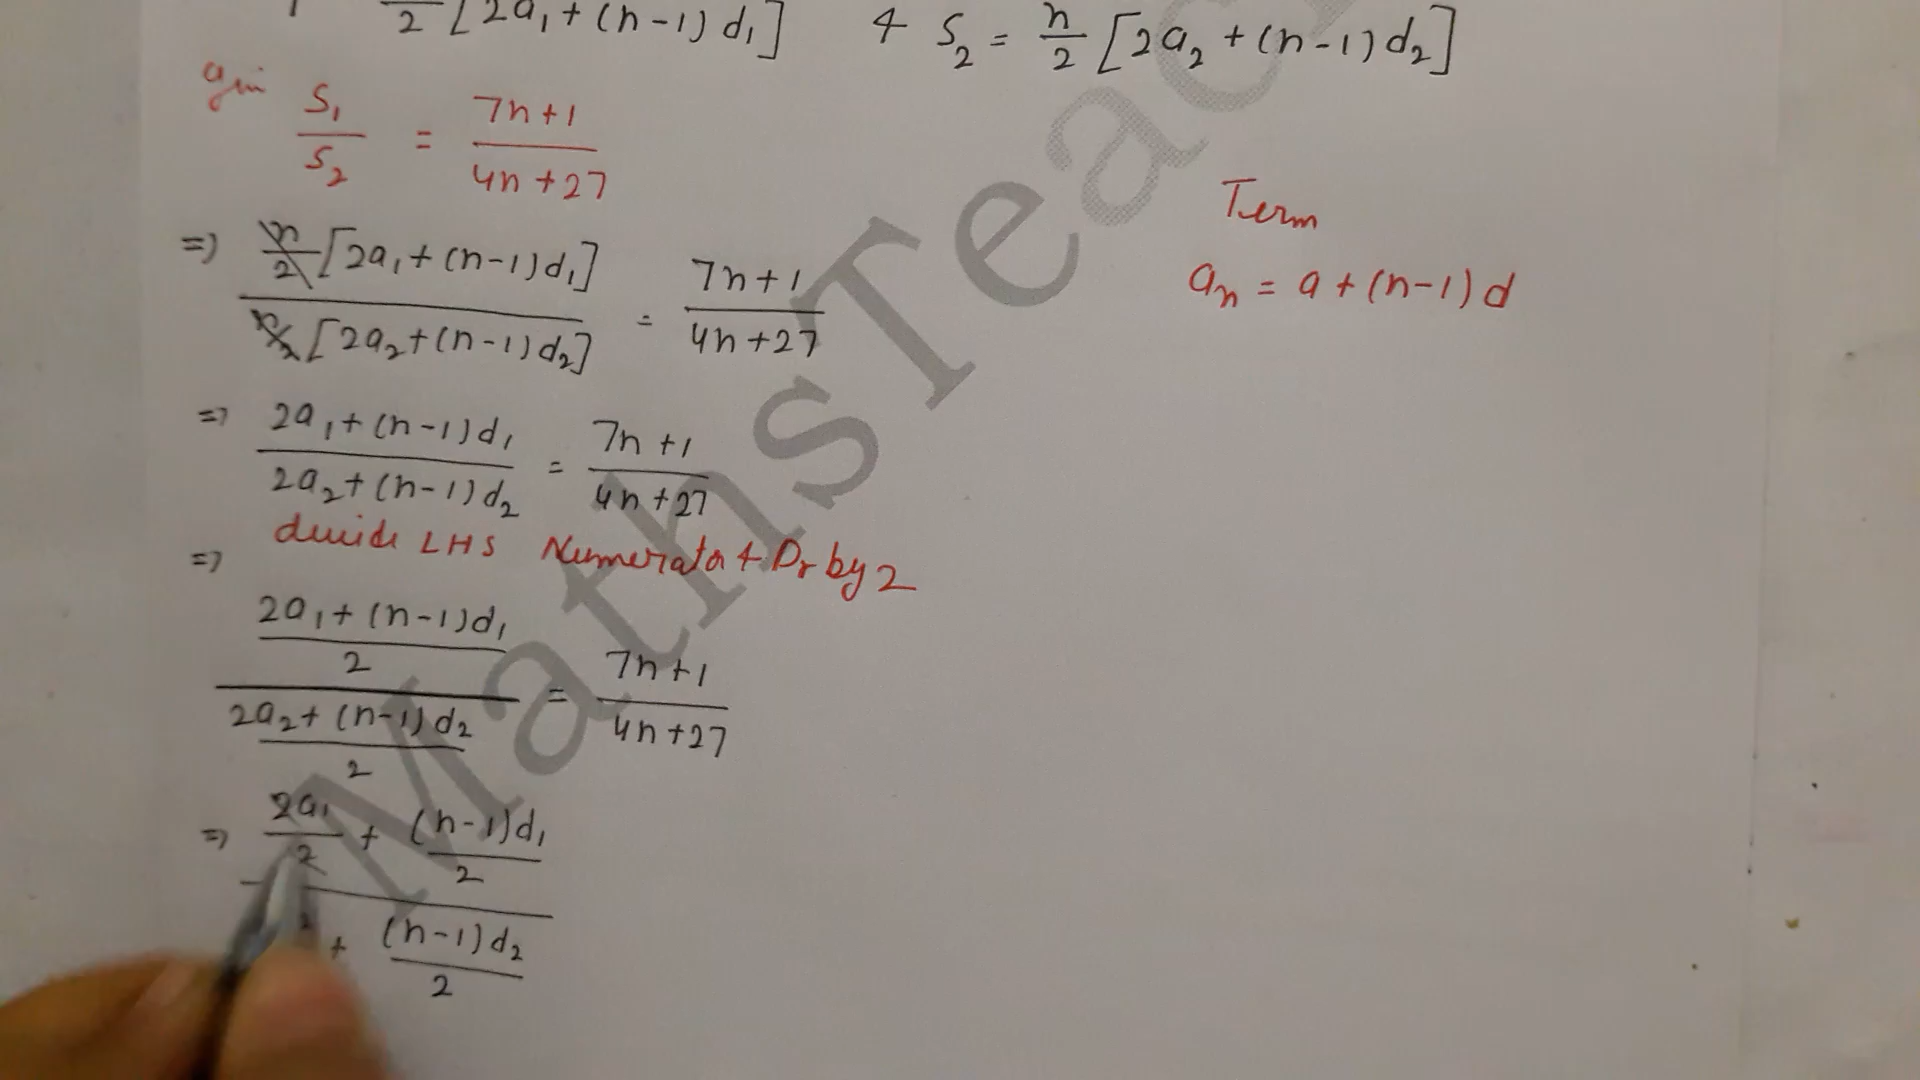 n/2 [2a₁ + (n-1) d₁] & S₂ = n/2 [2a₂ + (n-1) d₂]
S₁/S₂ = (7n+1)/(4n+27)
Term
=> n/2 [2a₁ + (n-1)d₁] / n/2 [2a₂ + (n-1)d₂] = (7n+1)/(4n+27)
aₙ = a + (n-1) d
=> 2a₁ + (n-1)d₁ / 2a₂ + (n-1)d₂ = (7n+1)/(4n+27)
=> divide LHS Numerator & Dr by 2
(2a₁ + (n-1)d₁)/2 / (2a₂ + (n-1)d₂)/2 = (7n+1)/(4n+27)
=> 2a₁/2 + (n-1)d₁/2
+ (n-1)d₂/2